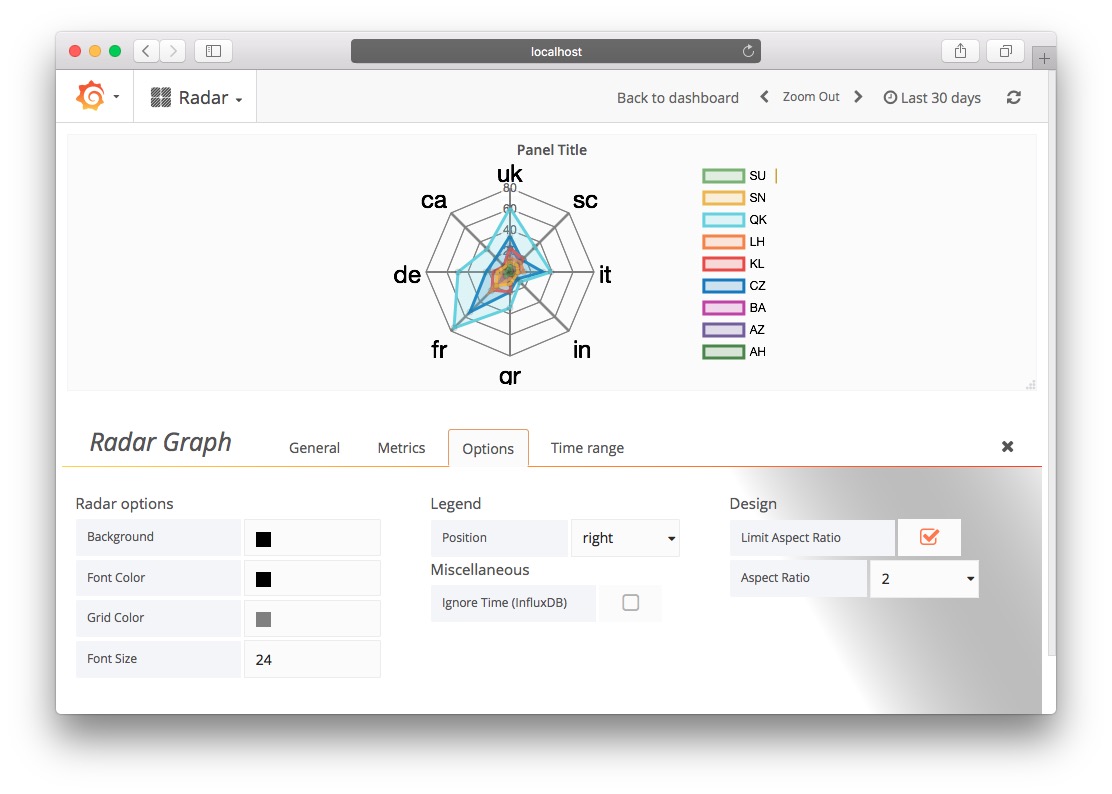 localhost
Radar
Back to dashboard
Zoom Out
Last 30 days
Panel Title
uk
80
60
40
ca
sc
de
it
fr
in
gr
SU
SN
QK
LH
KL
CZ
BA
AZ
AH
Radar Graph
General
Metrics
Options
Time range
Radar options
Background
Font Color
Grid Color
Font Size
24
Legend
Position
right
Miscellaneous
Ignore Time (InfluxDB)
Design
Limit Aspect Ratio
Aspect Ratio
2